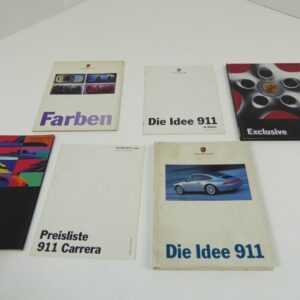 Farben
Die Idee 911
Exclusive
Preisliste
911 Carrera
Die Idee 911